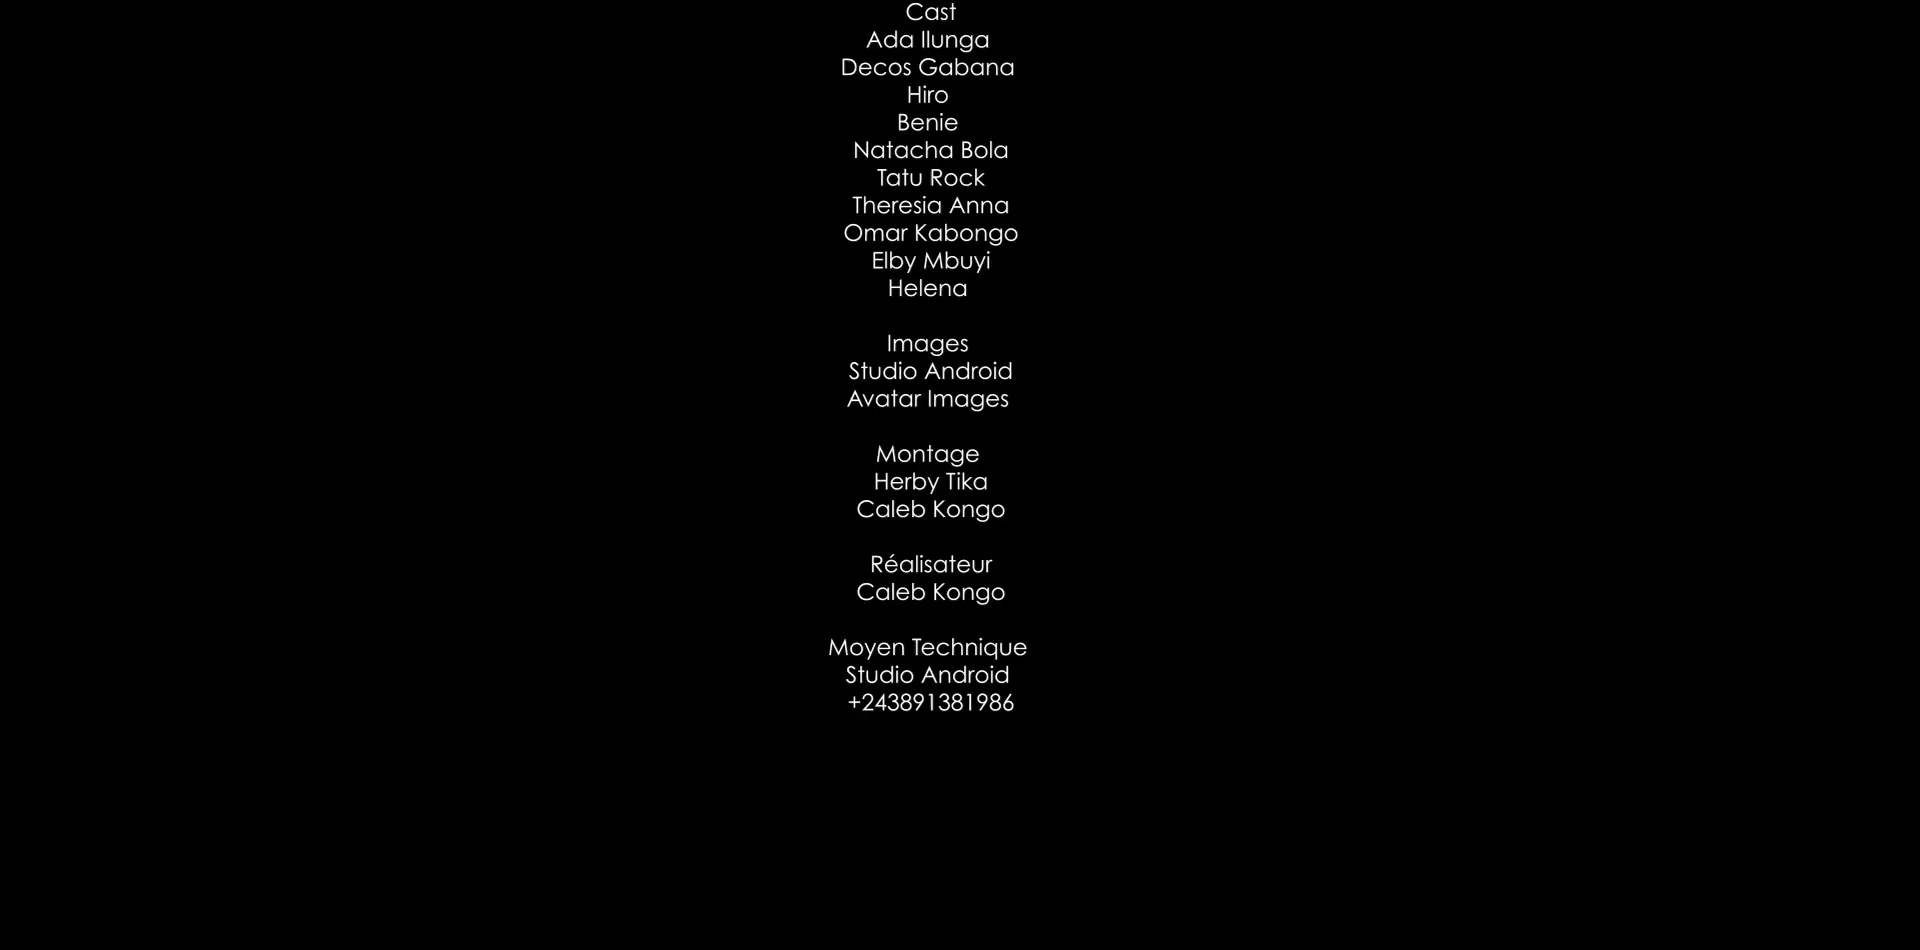 Cast
Ada Ilunga
Decos Gabana
Hiro
Benie
Natacha Bola
Tatu Rock
Theresia Anna
Omar Kabongo
Elby Mbuyi
Helena
Images
Studio Android
Avatar Images
Montage
Herby Tika
Caleb Kongo
Réalisateur
Caleb Kongo
Moyen Technique
Studio Android
+243891381986